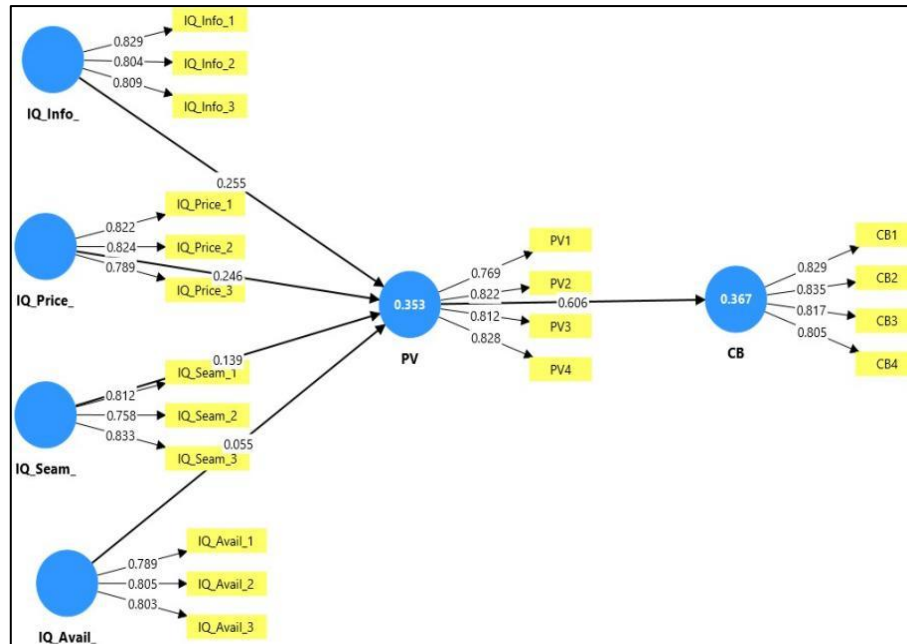 IQ_Info_1
0.829
0.804
IQ_Info_2
0.809
IQ_Info_3
IQ_Info_
0.255
IQ_Price_1
0.822
0.824
IQ_Price_2
0.789
0.246
IQ_Price_3
IQ_Price_
PV1
0.769
0.822
PV2
0.353
0.812
0.606
PV3
0.828
PV
PV4
CB1
0.829
0.835
CB2
0.367
0.817
CB3
0.805
CB
CB4
0.139
IQ_Seam_1
0.812
0.758
IQ_Seam_2
0.833
0.055
IQ_Seam_3
IQ_Seam_
IQ_Avail_1
0.789
0.805
IQ_Avail_2
0.803
IQ_Avail_3
IQ_Avail_